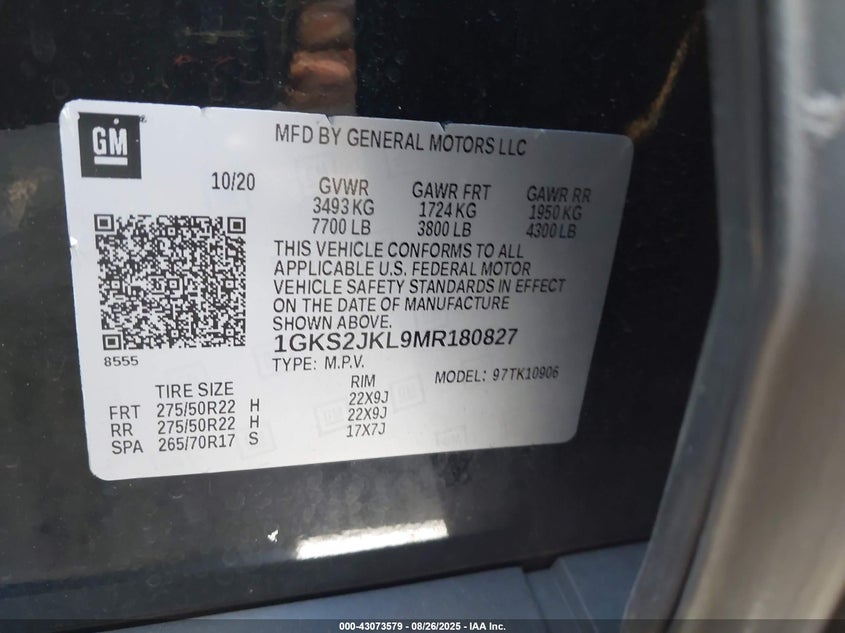 GM
MFD BY GENERAL MOTORS LLC
10/20 GVWR GAWR FRT GAWR RR
3493 KG 1724 KG 1950 KG
7700 LB 3800 LB 4300 LB
THIS VEHICLE CONFORMS TO ALL
APPLICABLE U.S. FEDERAL MOTOR
VEHICLE SAFETY STANDARDS IN EFFECT
ON THE DATE OF MANUFACTURE
SHOWN ABOVE.
8555
1GKS2JKL9MR180827
TYPE: M.P.V. MODEL: 97TK10906
TIRE SIZE RIM
FRT 275/50R22 H 22X9J
RR 275/50R22 H 22X9J
SPA 265/70R17 S 17X7J
000-43073579 - 08/26/2025 - IAA Inc.